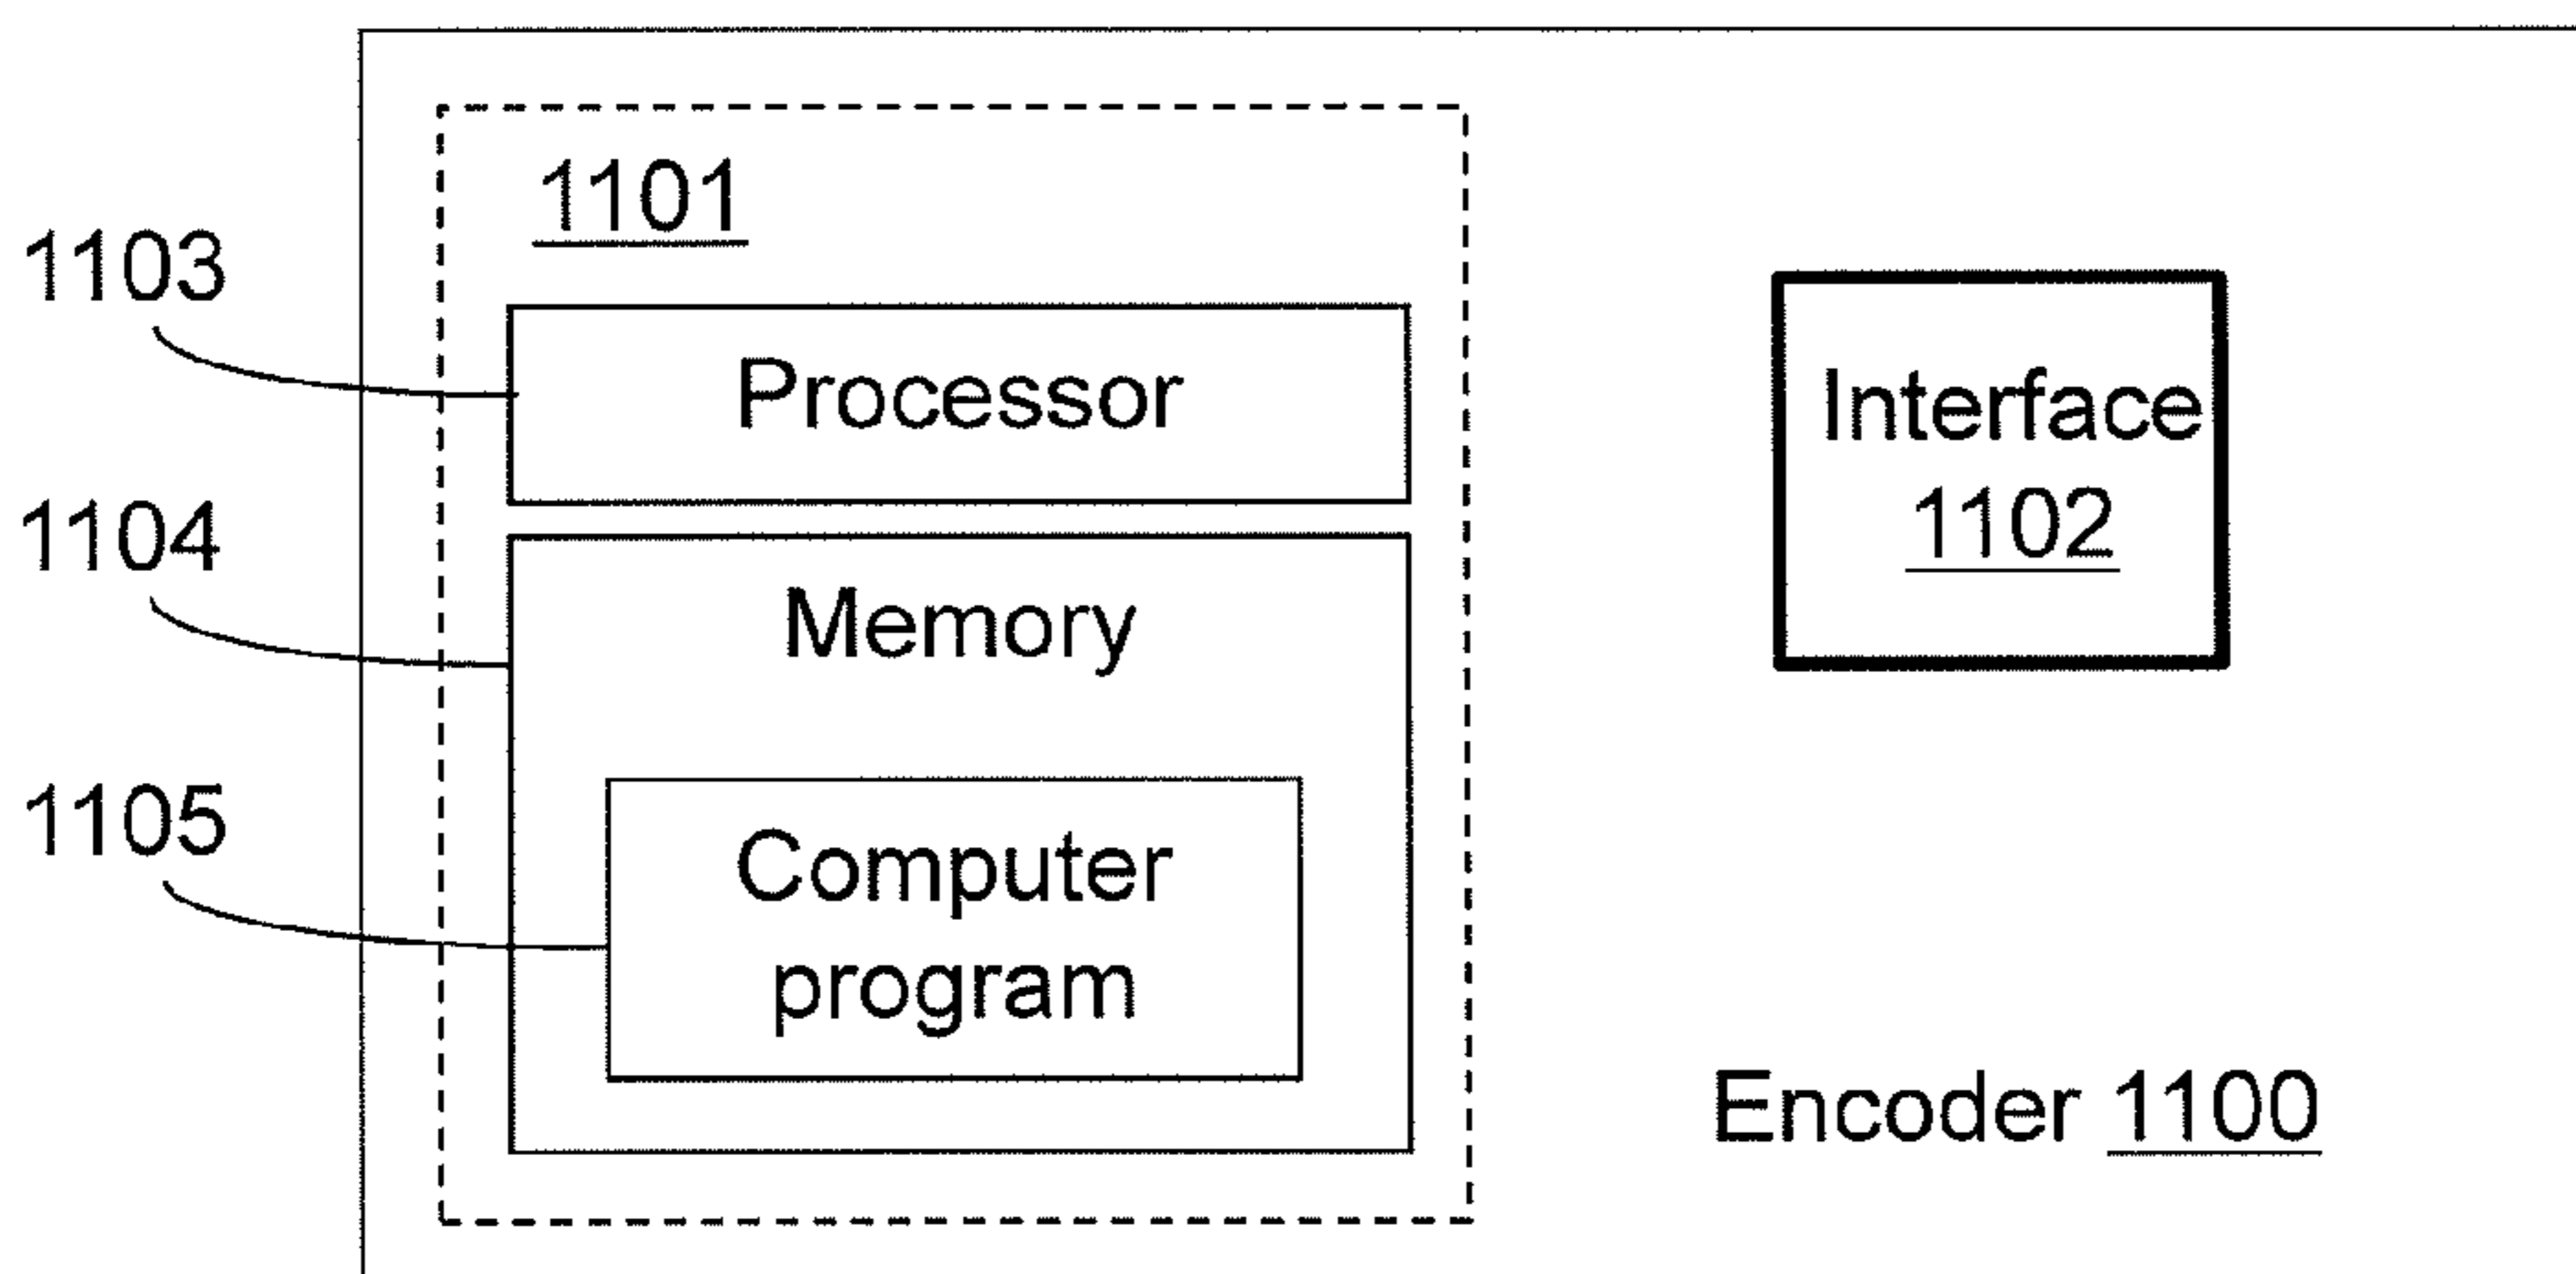 1101
1103
Processor
Interface
1102
1104
Memory
1105
Computer
program
Encoder 1100